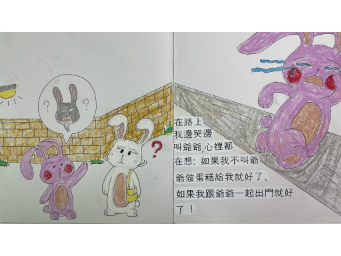 ?
?
?
在路上
我邊哭邊
叫爺爺,心裡都
在想: 如果我不叫爺
爺做蛋糕給我就好了,
如果我跟爺爺一起出門就好
了！